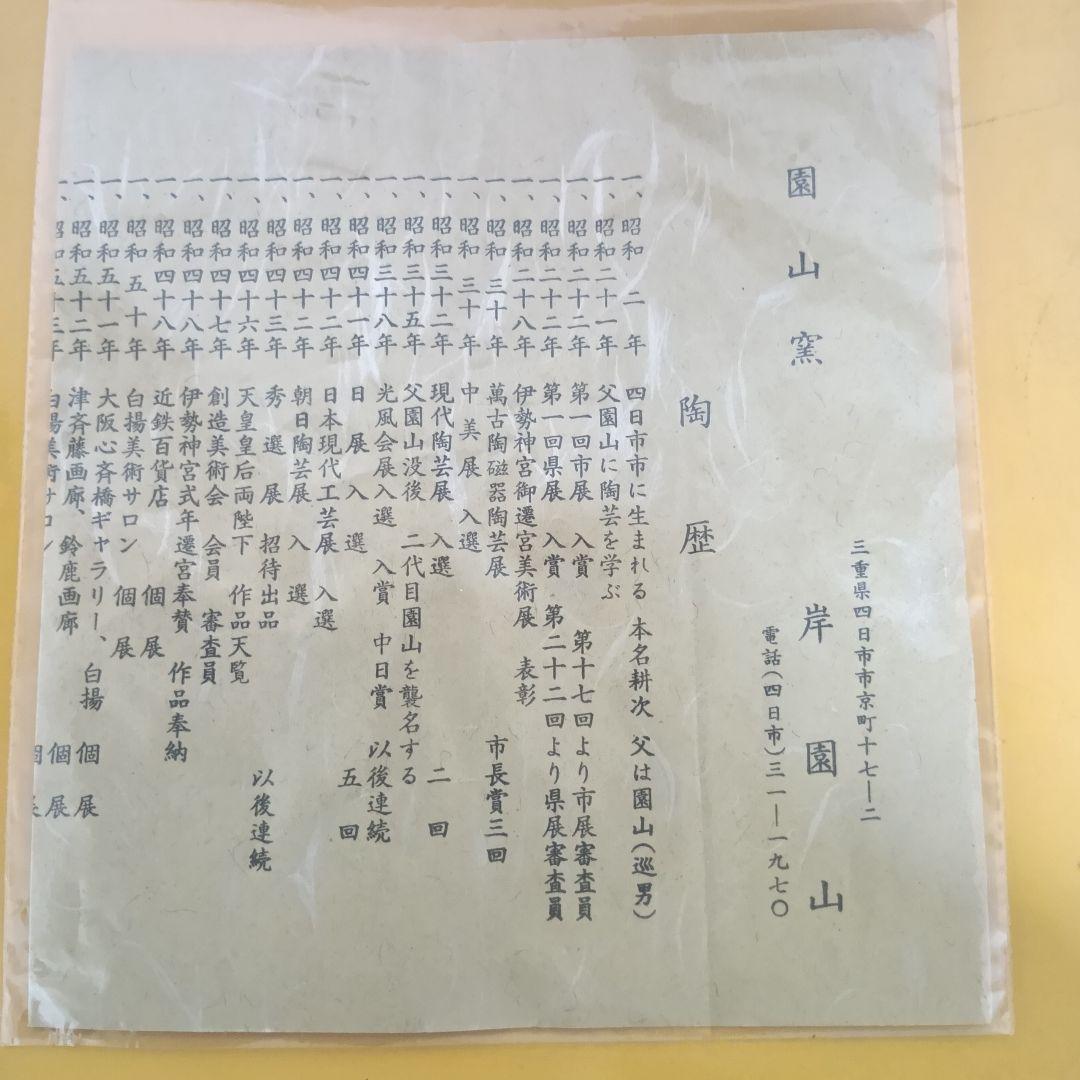 三重県四日市市京町十七―二
園山窯 岸園山
電話(四日市)三一―一九七〇
陶歴
一、昭和 二 年 四日市市に生まれる 本名耕次 父は園山(巡男)
一、昭和二十一年 父園山に陶芸を学ぶ
一、昭和二十二年 第一回市展 入賞 第十七回より市展審査員
一、昭和二十二年 第一回県展 入賞 第二十二回より県展審査員
一、昭和二十八年 伊勢神宮御遷宮美術展 表彰
一、昭和 三十 年 萬古陶磁器陶芸展 市長賞三回
一、昭和 三十 年 中美展 入選
一、昭和三十二年 現代陶芸展 入選 二回
一、昭和三十五年 父園山没後 二代目園山を襲名する
一、昭和三十八年 光風会展入選 入賞 中日賞 以後連続
一、昭和四十一年 日展入選 五回
一、昭和四十二年 日本現代工芸展 入選
一、昭和四十二年 朝日陶芸展 入選
一、昭和四十三年 秀選展 招待出品 以後連続
一、昭和四十六年 天皇皇后両陛下 作品天覧
一、昭和四十七年 創造美術会 会員 審査員
一、昭和四十八年 伊勢神宮式年遷宮奉賛 作品奉納
一、昭和四十八年 近鉄百貨店 個展
一、昭和 五十 年 白揚美術サロン 個展
一、昭和五十一年 大阪心斉橋ギャラリー、白揚 個展
一、昭和五十二年 津斉藤画廊、鈴鹿画廊 個展
一、昭和五十三年 白揚美術サロン 個展